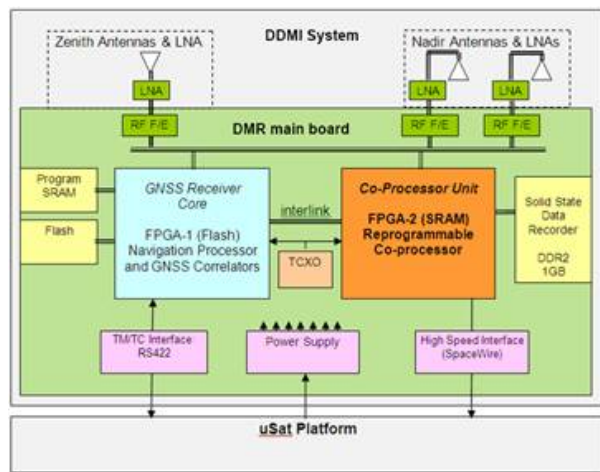 DDMI System
Zenith Antennas & LNA
Nadir Antennas & LNAs
LNA
LNA
LNA
RF F/E
RF F/E
RF F/E
DMR main board
Program
SRAM
Flash
GNSS Receiver
Core
FPGA-1 (Flash)
Navigation Processor
and GNSS Correlators
interlink
TCXO
Co-Processor
Unit
FPGA-2 (SRAM)
Reprogrammable
Co-processor
Solid State
Data
Recorder
DDR2
1GB
TM/TC Interface
RS422
Power Supply
High Speed Interface
(SpaceWire)
uSat Platform